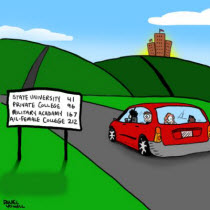 STATE UNIVERSITY 41
PRIVATE COLLEGE 96
MILITARY ACADEMY 167
ALL-FEMALE COLLEGE 212